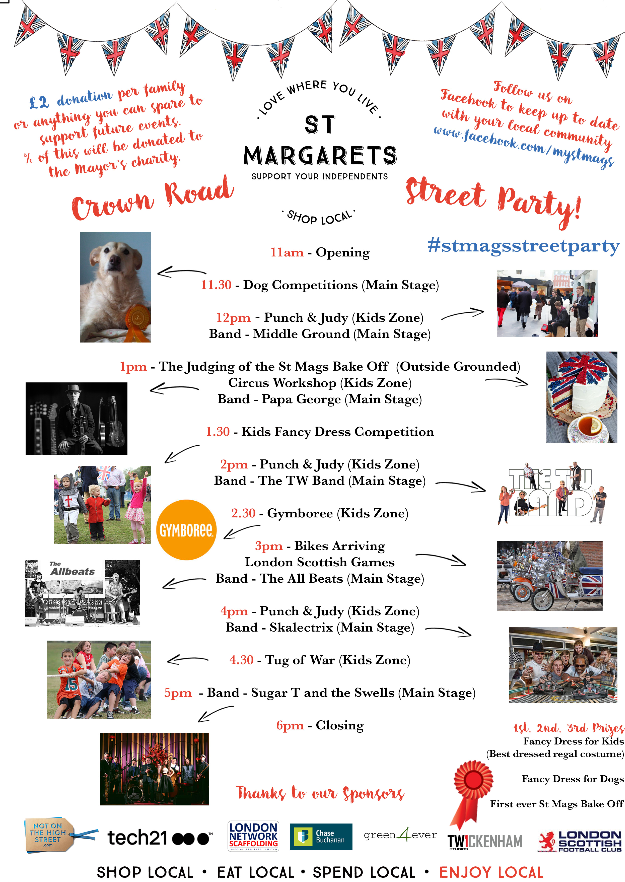 £2 donation per family
or anything you can spare to
support future events.
% of this will be donated to
the Mayor's charity.
· LOVE WHERE YOU LIVE ·
ST
MARGARETS
SUPPORT YOUR INDEPENDENTS
· SHOP LOCAL ·
Follow us on
Facebook to keep up to date
with your local community
www.facebook.com/mystmags
Crown Road Street Party!
#stmagsstreetparty
11am - Opening
11.30 - Dog Competitions (Main Stage)
12pm - Punch & Judy (Kids Zone)
Band - Middle Ground (Main Stage)
1pm - The Judging of the St Mags Bake Off (Outside Grounded)
Circus Workshop (Kids Zone)
Band - Papa George (Main Stage)
1.30 - Kids Fancy Dress Competition
2pm - Punch & Judy (Kids Zone)
Band - The TW Band (Main Stage)
THE TW
BAND
2.30 - Gymboree (Kids Zone)
GYMBOREE
3pm - Bikes Arriving
London Scottish Games
Band - The All Beats (Main Stage)
The
Allbeats
4pm - Punch & Judy (Kids Zone)
Band - Skalectrix (Main Stage)
4.30 - Tug of War (Kids Zone)
5pm - Band - Sugar T and the Swells (Main Stage)
6pm - Closing
1st, 2nd, 3rd Prizes
Fancy Dress for Kids
(Best dressed regal costume)
Fancy Dress for Dogs
First ever St Mags Bake Off
Thanks to our Sponsors
NOT ON
THE HIGH
STREET
.COM
tech21
LONDON
NETWORK
SCAFFOLDING
Chase
Buchanan
green4ever
TW1CKENHAM
LONDON
SCOTTISH
FOOTBALL CLUB
SHOP LOCAL • EAT LOCAL • SPEND LOCAL • ENJOY LOCAL